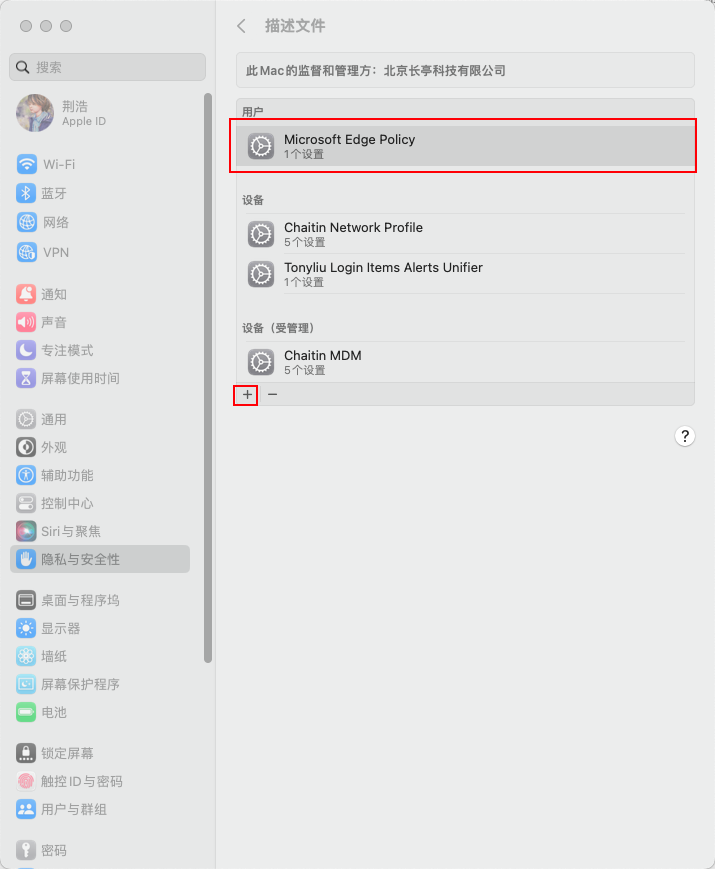 描述文件
搜索
荆浩
Apple ID
Wi-Fi
蓝牙
网络
VPN
通知
声音
专注模式
屏幕使用时间
通用
外观
辅助功能
控制中心
Siri与聚焦
隐私与安全性
桌面与程序坞
显示器
墙纸
屏幕保护程序
电池
锁定屏幕
触控ID与密码
用户与群组
密码
此Mac的监督和管理方：北京长亭科技有限公司
用户
Microsoft Edge Policy
1个设置
设备
Chaitin Network Profile
5个设置
Tonyliu Login Items Alerts Unifier
1个设置
设备（受管理）
Chaitin MDM
5个设置
+ −
?